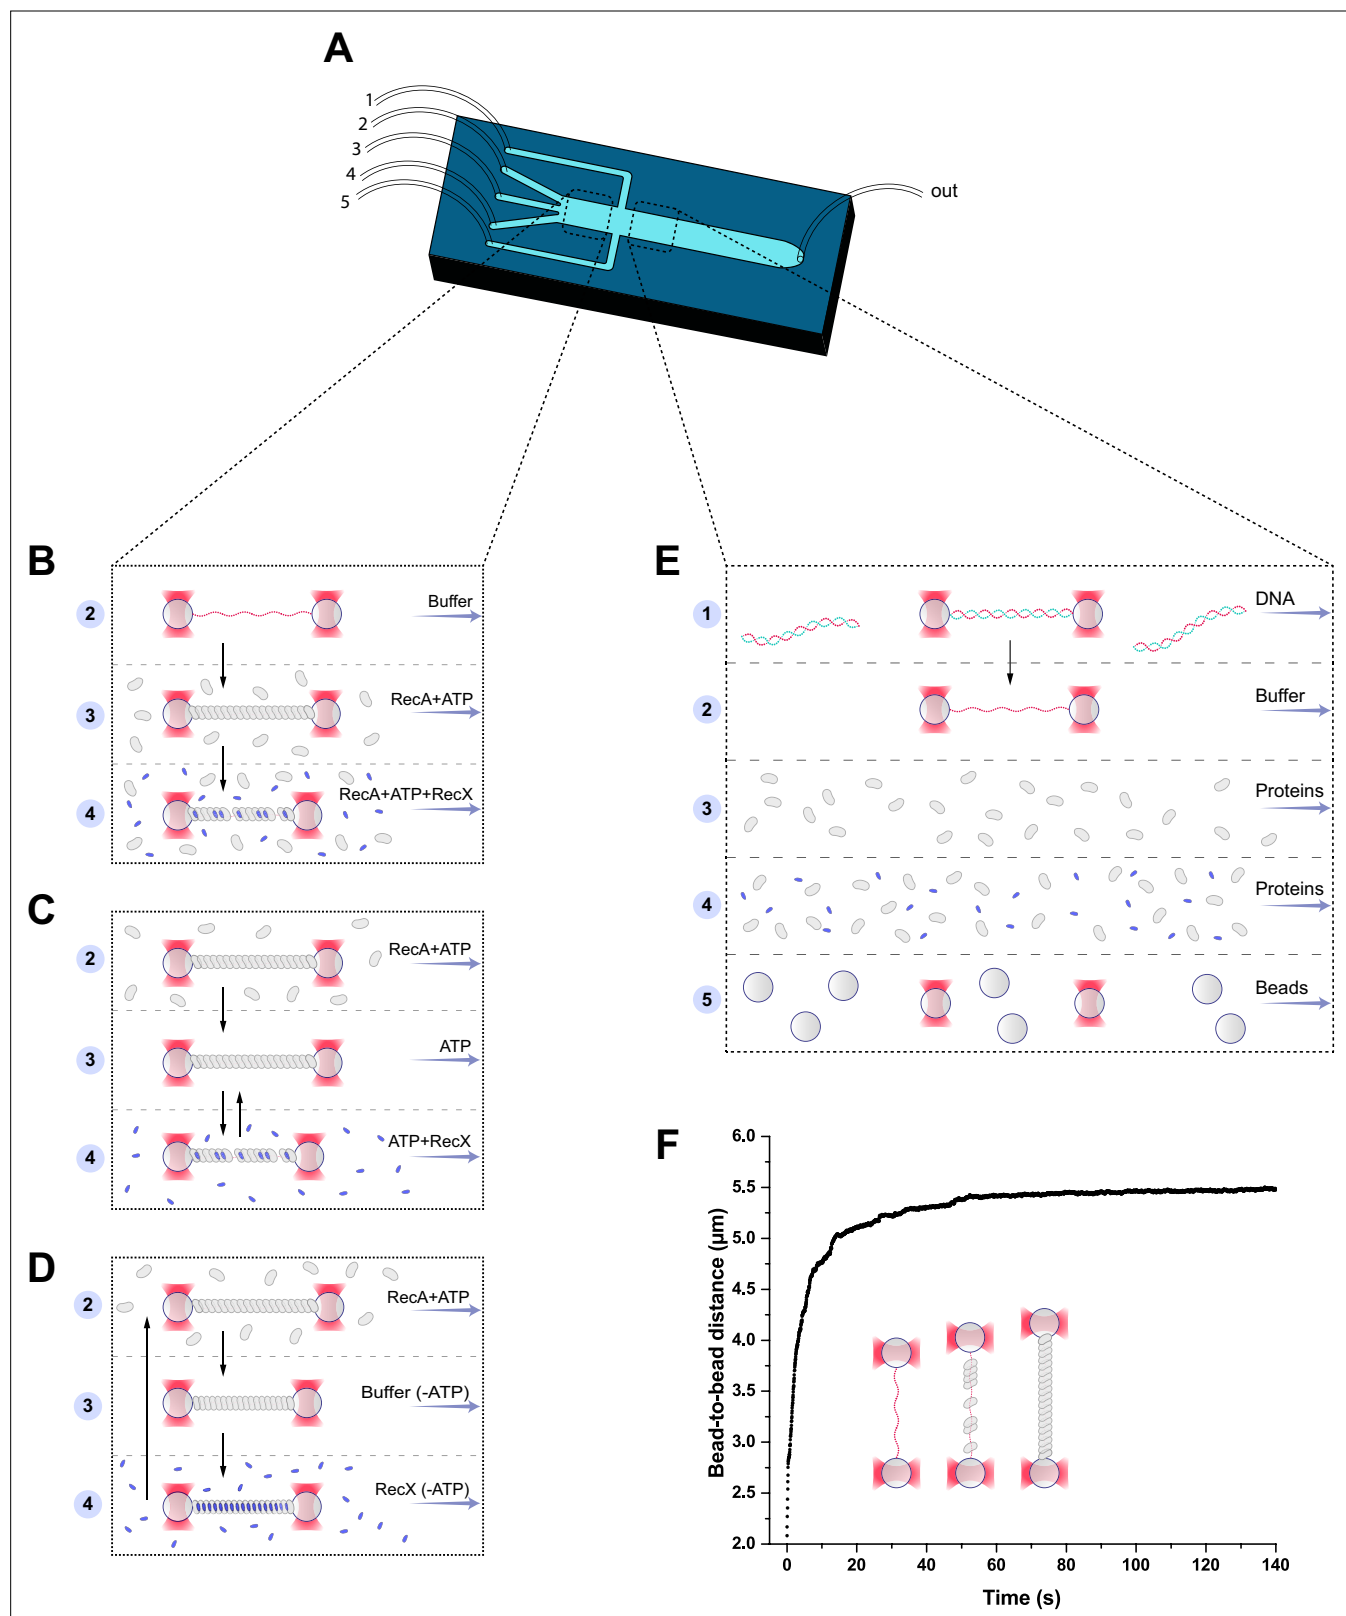 A
1
2
3
4
5
out
B
2
Buffer
3
RecA+ATP
4
RecA+ATP+RecX
C
2
RecA+ATP
3
ATP
4
ATP+RecX
D
2
RecA+ATP
3
Buffer (-ATP)
4
RecX (-ATP)
E
1
DNA
2
Buffer
3
Proteins
4
Proteins
5
Beads
F
6.0
5.5
5.0
4.5
4.0
3.5
3.0
2.5
2.0
Bead-to-bead distance (µm)
0 20 40 60 80 100 120 140
Time (s)